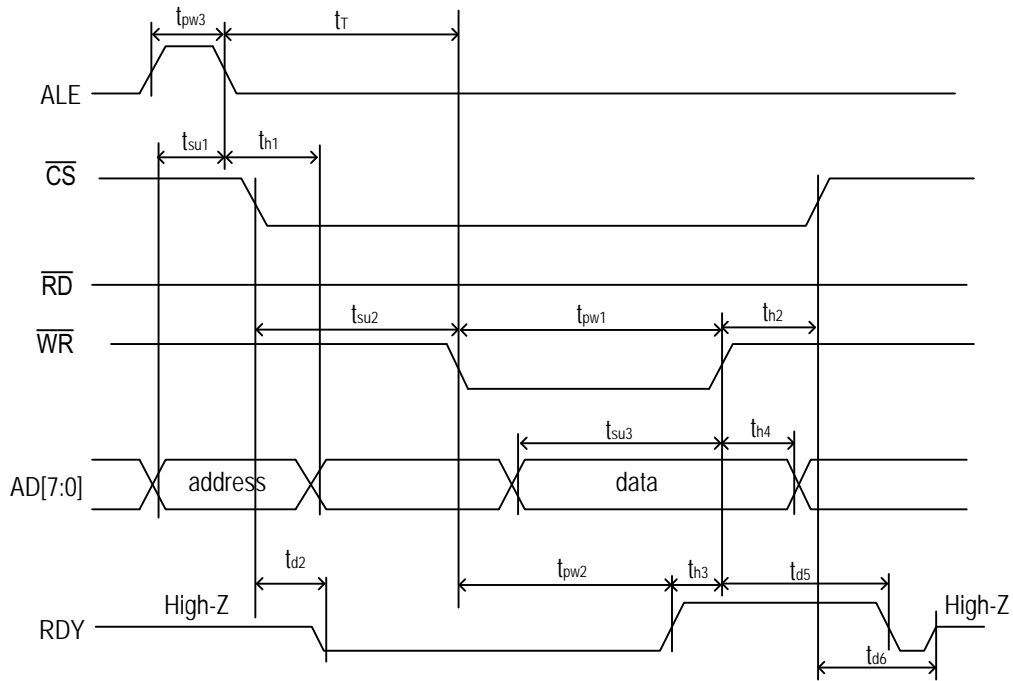 tpw3
tT
ALE
tsu1
th1
CS
RD
tsu2
tpw1
th2
WR
tsu3
th4
AD[7:0]
address
data
td2
tpw2
th3
td5
High-Z
High-Z
RDY
td6